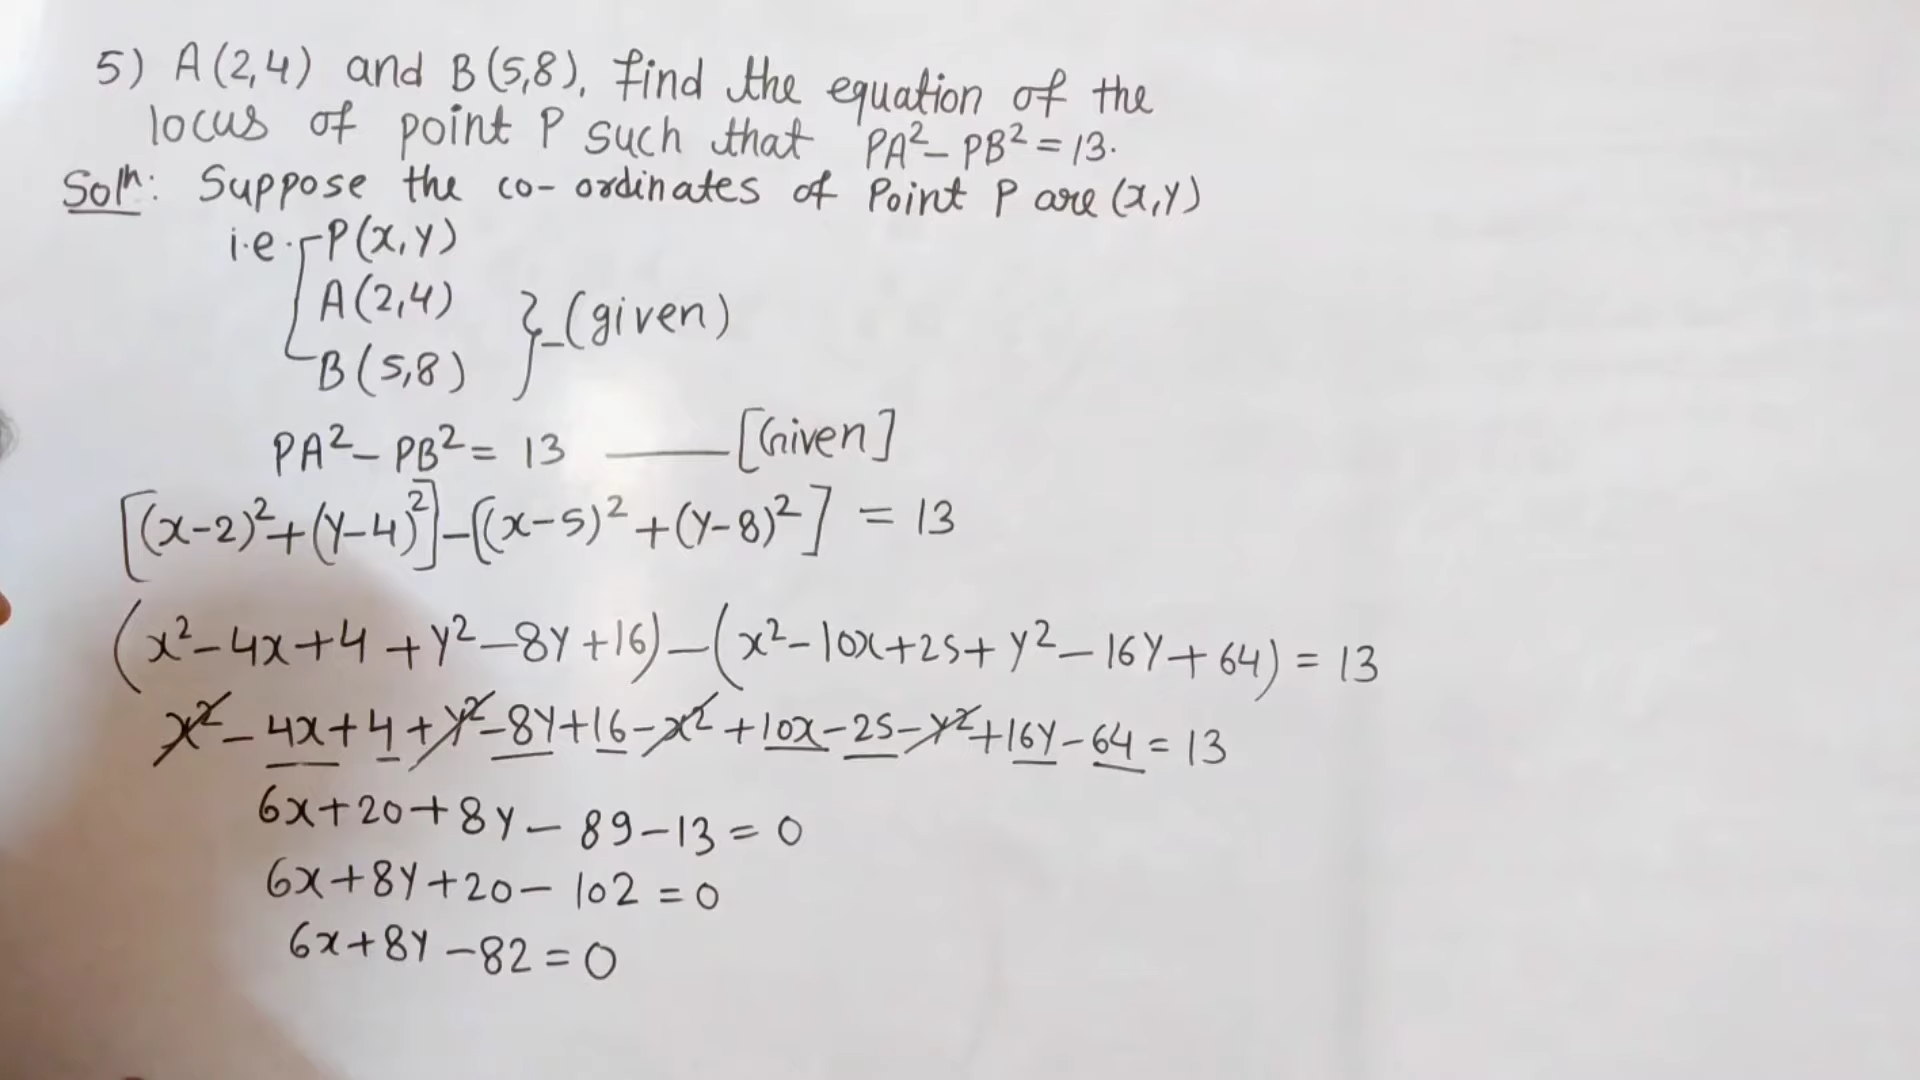 5) A(2,4) and B(5,8), find the equation of the
locus of point P such that PA²-PB²=13.
Solⁿ: Suppose the co-ordinates of Point P are (x,y)
i.e. P(x,y)
A(2,4)
} - (given)
B(5,8)
PA²-PB²= 13 —— [Given]
[(x-2)²+(y-4)²]-[(x-5)²+(y-8)²] = 13
(x²-4x+4+y²-8y+16)-(x²-10x+25+y²-16y+64) = 13
x²-4x+4+y²-8y+16-x²+10x-25-y²+16y-64 = 13
6x+20+8y-89-13=0
6x+8y+20-102=0
6x+8y-82=0